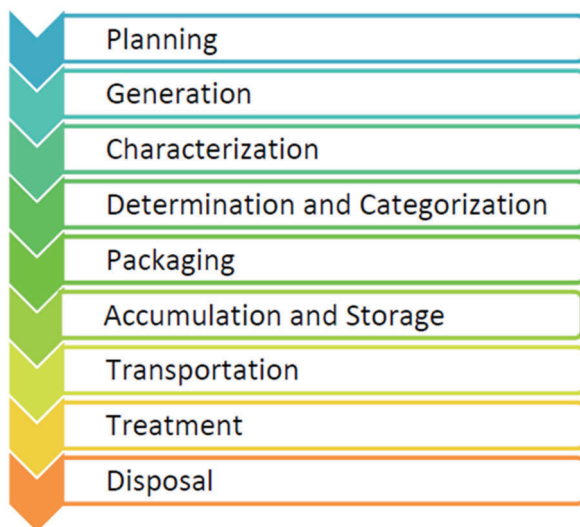 Planning
Generation
Characterization
Determination and Categorization
Packaging
Accumulation and Storage
Transportation
Treatment
Disposal